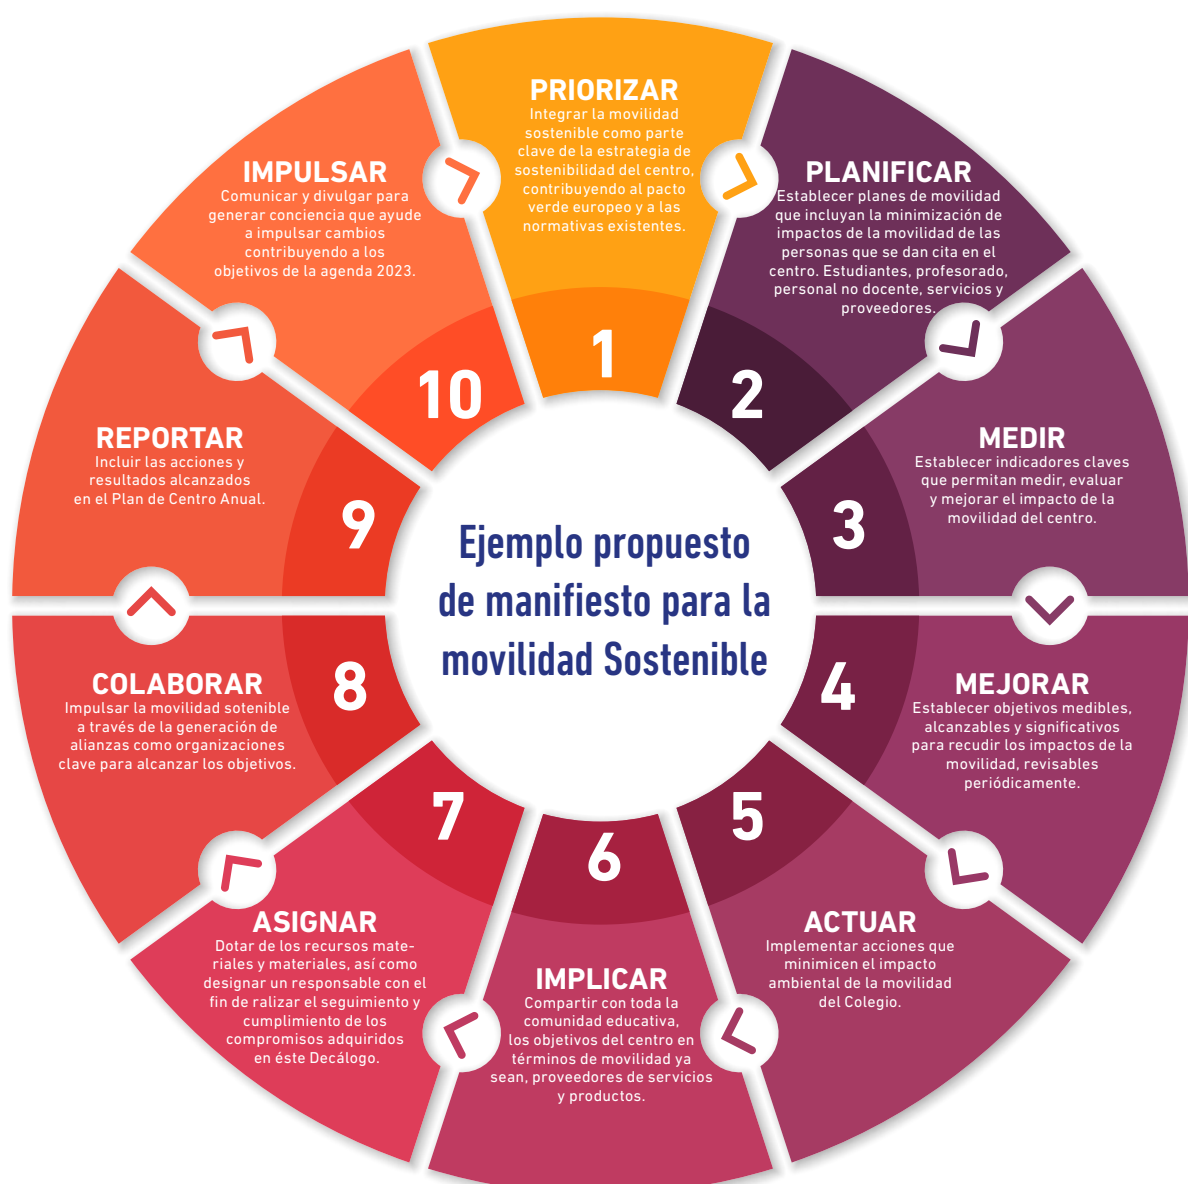 PRIORIZAR
Integrar la movilidad
sostenible como parte
clave de la estrategia de
sostenibilidad del centro,
contribuyendo al pacto
verde europeo y a las
normativas existentes.
1
PLANIFICAR
Establecer planes de movilidad
que incluyan la minimización de
impactos de la movilidad de las
personas que se dan cita en el
centro. Estudiantes, profesorado,
personal no docente, servicios y
proveedores.
2
MEDIR
Establecer indicadores claves
que permitan medir, evaluar
y mejorar el impacto de la
movilidad del centro.
3
MEJORAR
Establecer objetivos medibles,
alcanzables y significativos
para recudir los impactos de la
movilidad, revisables
periódicamente.
4
ACTUAR
Implementar acciones que
minimicen el impacto
ambiental de la movilidad
del Colegio.
5
IMPLICAR
Compartir con toda la
comunidad educativa,
los objetivos del centro en
términos de movilidad ya
sean, proveedores de servicios
y productos.
6
ASIGNAR
Dotar de los recursos mate-
riales y materiales, así como
designar un responsable con el
fin de ralizar el seguimiento y
cumplimiento de los
compromisos adquiridos
en éste Decálogo.
7
COLABORAR
Impulsar la movilidad sotenible
a través de la generación de
alianzas como organizaciones
clave para alcanzar los objetivos.
8
REPORTAR
Incluir las acciones y
resultados alcanzados
en el Plan de Centro Anual.
9
IMPULSAR
Comunicar y divulgar para
generar conciencia que ayude
a impulsar cambios
contribuyendo a los
objetivos de la agenda 2023.
10
Ejemplo propuesto
de manifiesto para la
movilidad Sostenible